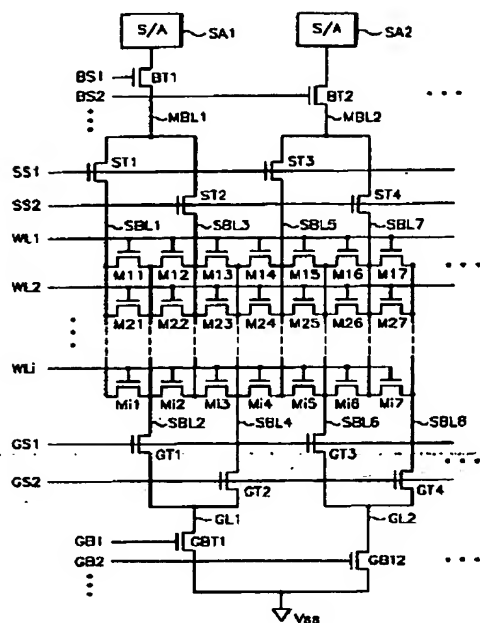 S/A SA1 S/A SA2
BS1 BT1
BS2 BT2
MBL1 MBL2
ST1 ST3
SS1
ST2 ST4
SS2
SBL1 SBL3 SBL5 SBL7
WL1
M11 M12 M13 M14 M15 M16 M17
WL2
M21 M22 M23 M24 M25 M26 M27
WLi
Mi1 Mi2 Mi3 Mi4 Mi5 Mi6 Mi7
SBL2 SBL4 SBL6 SBL8
GS1
GT1 GT3
GS2 GT2 GT4
GL1 GL2
GB1 GBT1
GB2 GB12
Vss